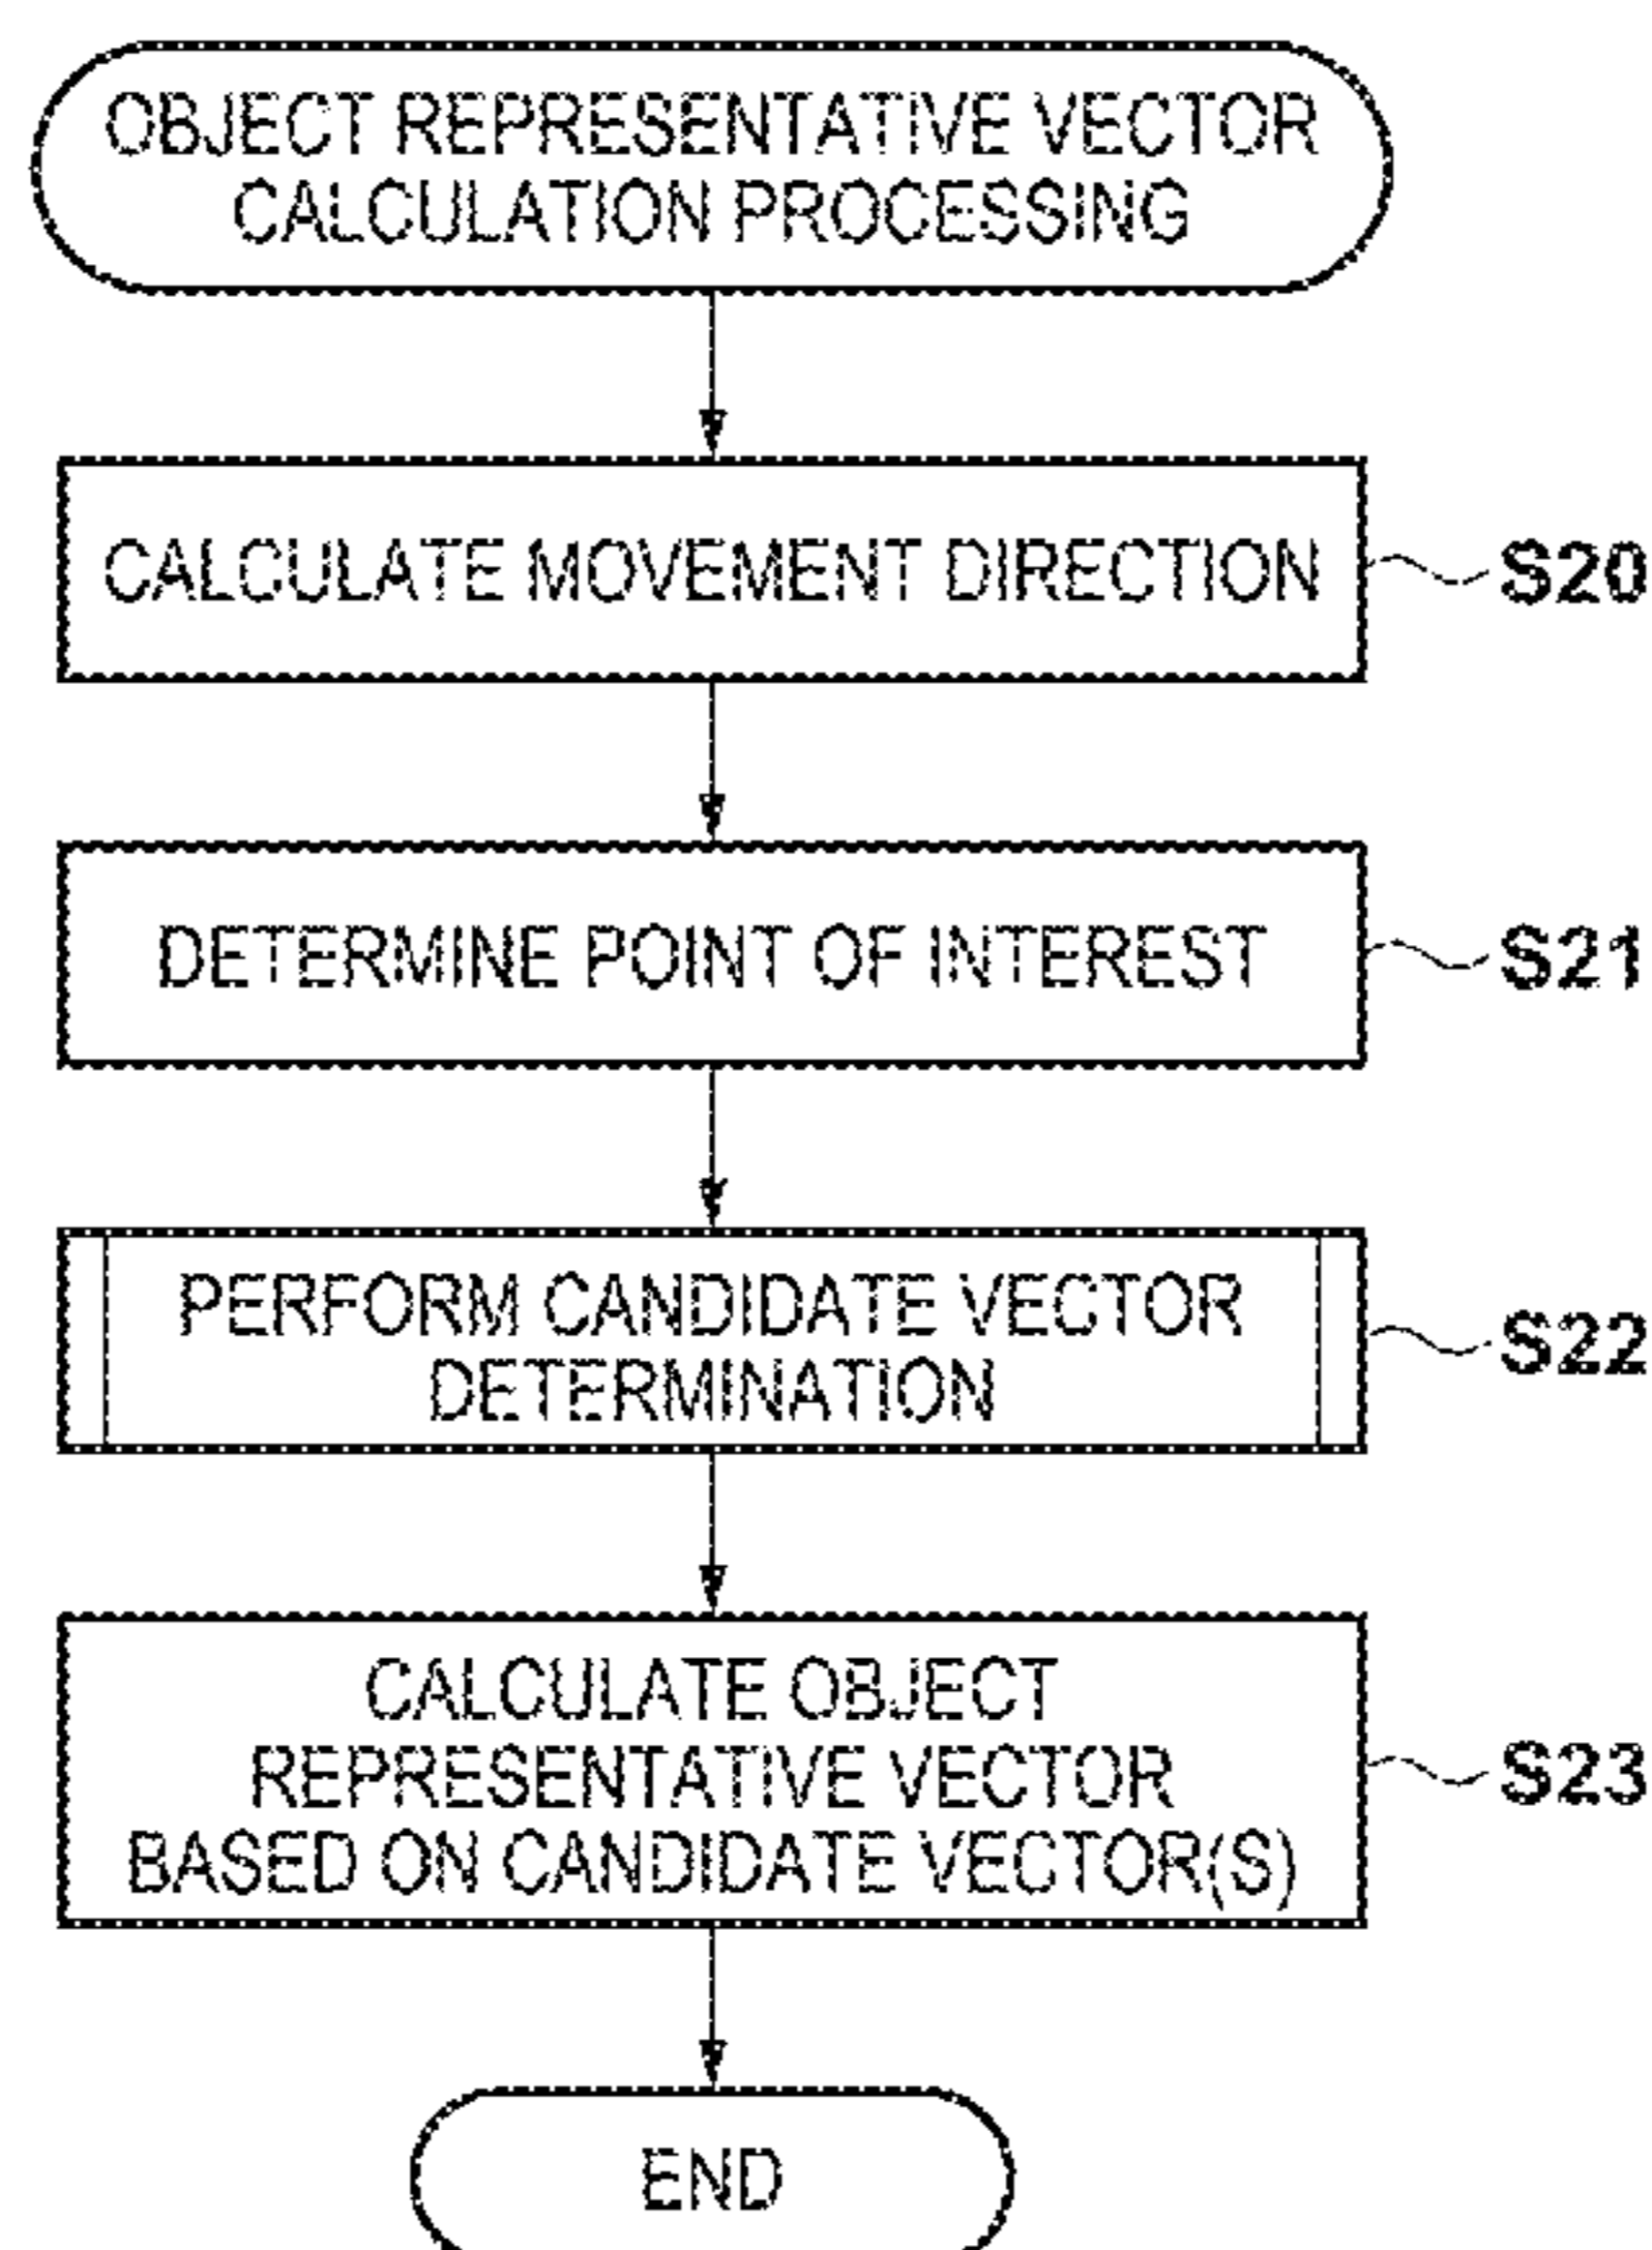 OBJECT REPRESENTATIVE VECTOR
CALCULATION PROCESSING
CALCULATE MOVEMENT DIRECTION
S20
DETERMINE POINT OF INTEREST
S21
PERFORM CANDIDATE VECTOR
DETERMINATION
S22
CALCULATE OBJECT
REPRESENTATIVE VECTOR
BASED ON CANDIDATE VECTOR(S)
S23
END